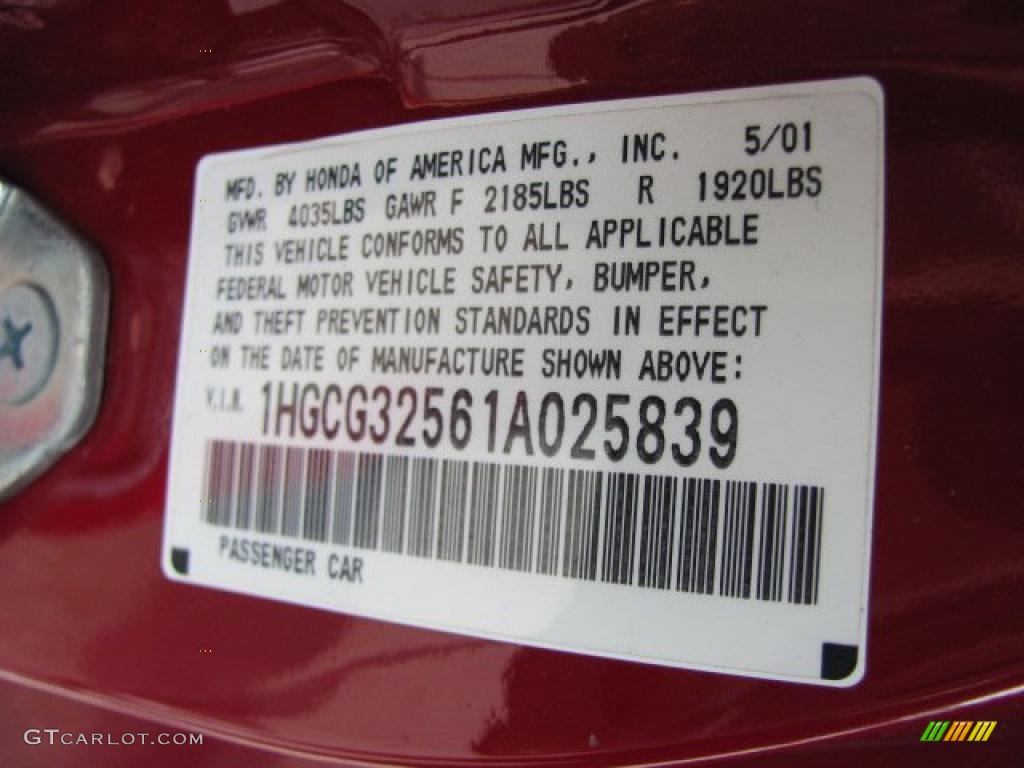 MFD. BY HONDA OF AMERICA MFG., INC. 5/01
GVWR 4035LBS GAWR F 2185LBS R 1920LBS
THIS VEHICLE CONFORMS TO ALL APPLICABLE
FEDERAL MOTOR VEHICLE SAFETY, BUMPER,
AND THEFT PREVENTION STANDARDS IN EFFECT
ON THE DATE OF MANUFACTURE SHOWN ABOVE:
V.I.N. 1HGCG32561A025839
PASSENGER CAR
GTCARLOT.COM